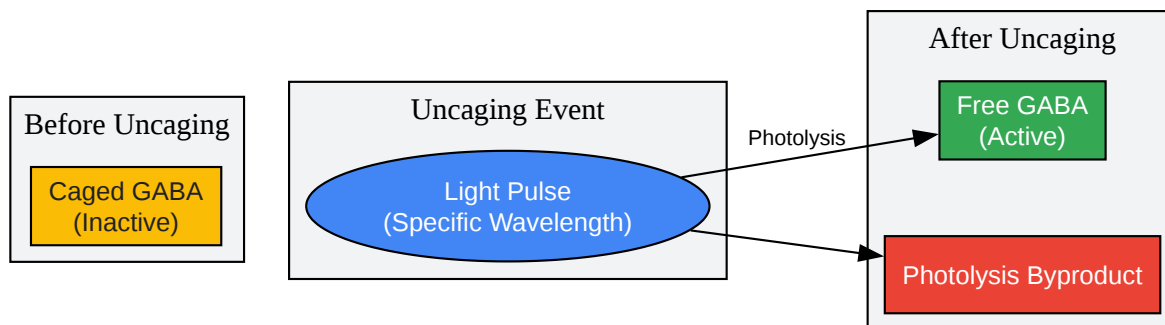 Before Uncaging
Caged GABA
(Inactive)
Uncaging Event
Light Pulse
(Specific Wavelength)
Photolysis
After Uncaging
Free GABA
(Active)
Photolysis Byproduct